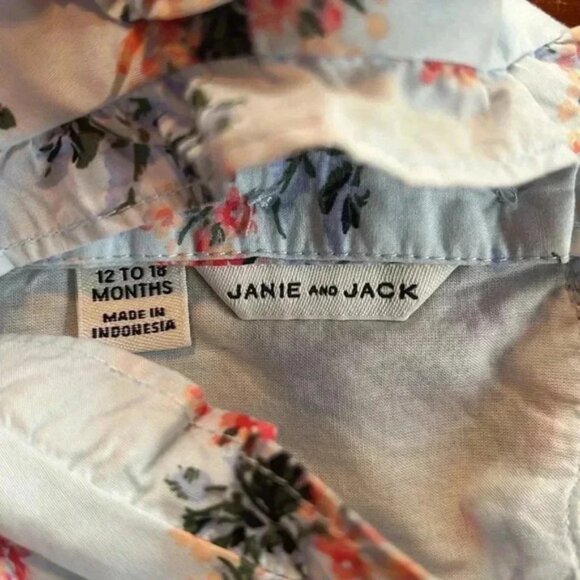 12 TO 18
MONTHS
MADE IN
INDONESIA
JANIE AND JACK